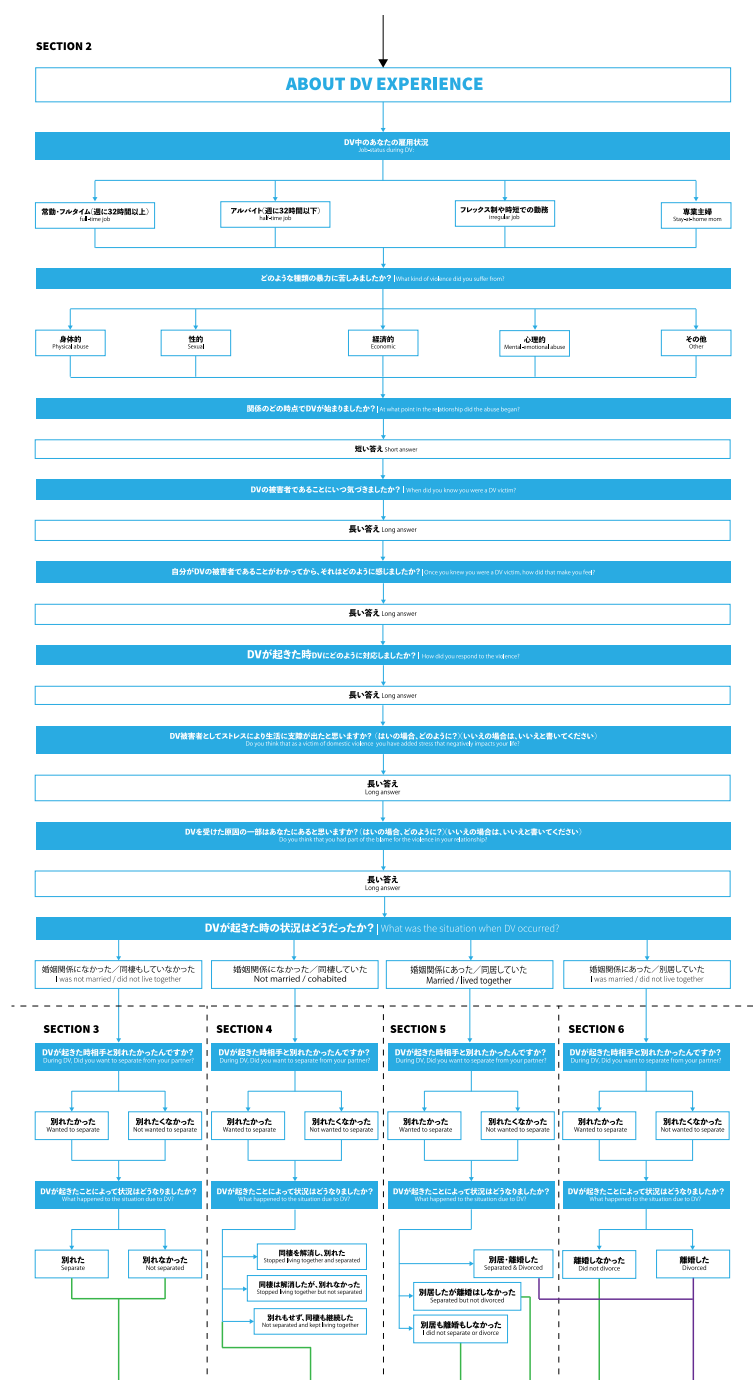 SECTION 2
ABOUT DV EXPERIENCE
DV中のあなたの雇用状況
Job-status during DV.
常勤・フルタイム(週に32時間以上)
full-time job
アルバイト(週に32時間以下)
half-time job
フレックス制や時短での勤務
irregular job
専業主婦
Stay-at-home mom
どのような種類の暴力に苦しみましたか? | What kind of violence did you suffer from?
身体的
Physical abuse
性的
Sexual
経済的
Economic
心理的
Mental-emotional abuse
その他
Other
関係のどの時点でDVが始まりましたか? | At what point in the relationship did the abuse began?
短い答え Short answer
DVの被害者であることにいつ気づきましたか? | When did you know you were a DV victim?
長い答え Long answer
自分がDVの被害者であることがわかってから、それはどのように感じましたか? | Once you knew you were a DV victim, how did that make you feel?
長い答え Long answer
DVが起きた時DVにどのように対応しましたか? | How did you respond to the violence?
長い答え Long answer
DV被害者としてストレスにより生活に支障が出たと思いますか? (はいの場合、どのように?)(いいえの場合は、いいえと書いてください)
Do you think that as a victim of domestic violence you have added stress that negatively impacts your life?
長い答え
Long answer
DVを受けた原因の一部はあなたにあると思いますか? (はいの場合、どのように?)(いいえの場合は、いいえと書いてください)
Do you think that you had part of the blame for the violence in your relationship?
長い答え
Long answer
DVが起きた時の状況はどうだったか? | What was the situation when DV occurred?
婚姻関係になかった/同棲もしていなかった
I was not married / did not live together
婚姻関係になかった/同棲していた
Not married / cohabited
婚姻関係にあった/同居していた
Married / lived together
婚姻関係にあった/別居していた
I was married / did not live together
SECTION 3
DVが起きた時相手と別れたかったんですか?
During DV, Did you want to separate from your partner?
別れたかった
Wanted to separate
別れたくなかった
Not wanted to separate
DVが起きたことによって状況はどうなりましたか?
What happened to the situation due to DV?
別れた
Separate
別れなかった
Not separated
SECTION 4
DVが起きた時相手と別れたかったんですか?
During DV, Did you want to separate from your partner?
別れたかった
Wanted to separate
別れたくなかった
Not wanted to separate
DVが起きたことによって状況はどうなりましたか?
What happened to the situation due to DV?
同棲を解消し、別れた
Stopped living together and separated
同棲は解消したが、別れなかった
Stopped living together but not separated
別れもせず、同棲も継続した
Not separated and kept living together
SECTION 5
DVが起きた時相手と別れたかったんですか?
During DV, Did you want to separate from your partner?
別れたかった
Wanted to separate
別れたくなかった
Not wanted to separate
DVが起きたことによって状況はどうなりましたか?
What happened to the situation due to DV?
別居・離婚した
Separated & Divorced
別居したが離婚はしなかった
Separated but not divorced
別居も離婚もしなかった
I did not separate or divorce
SECTION 6
DVが起きた時相手と別れたかったんですか?
During DV, Did you want to separate from your partner?
別れたかった
Wanted to separate
別れたくなかった
Not wanted to separate
DVが起きたことによって状況はどうなりましたか?
What happened to the situation due to DV?
離婚しなかった
Did not divorce
離婚した
Divorced